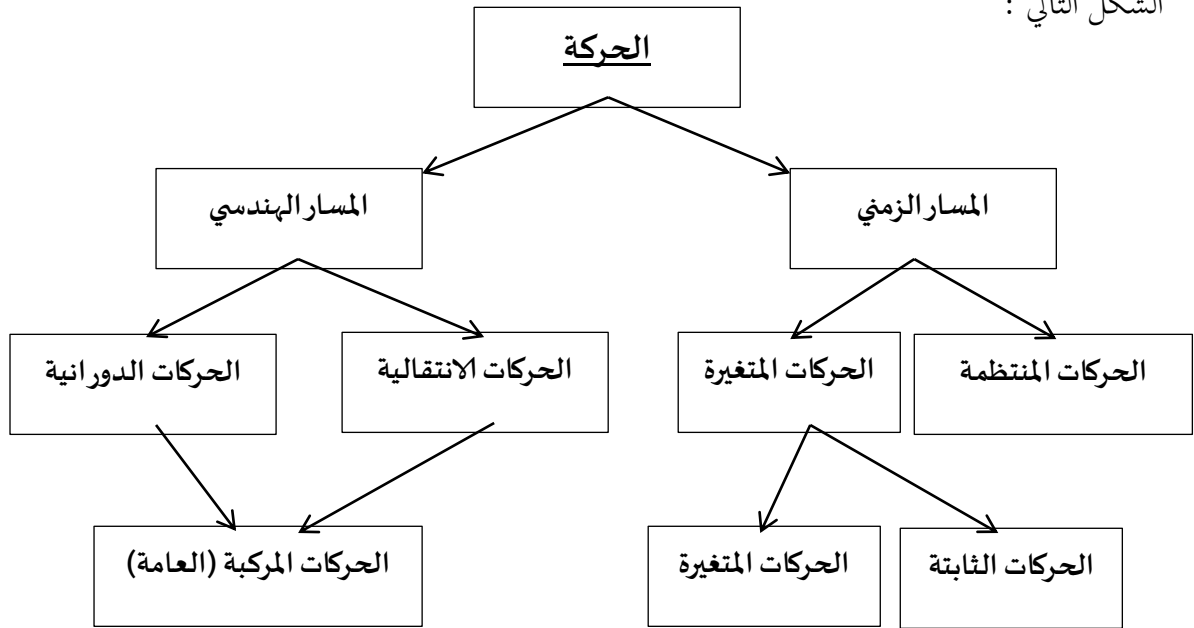 الشكل التالي :
الحركة
المسار الزمني
المسار الهندسي
الحركات المنتظمة
الحركات المتغيرة
الحركات الانتقالية
الحركات الدورانية
الحركات الثابتة
الحركات المتغيرة
الحركات المركبة (العامة)